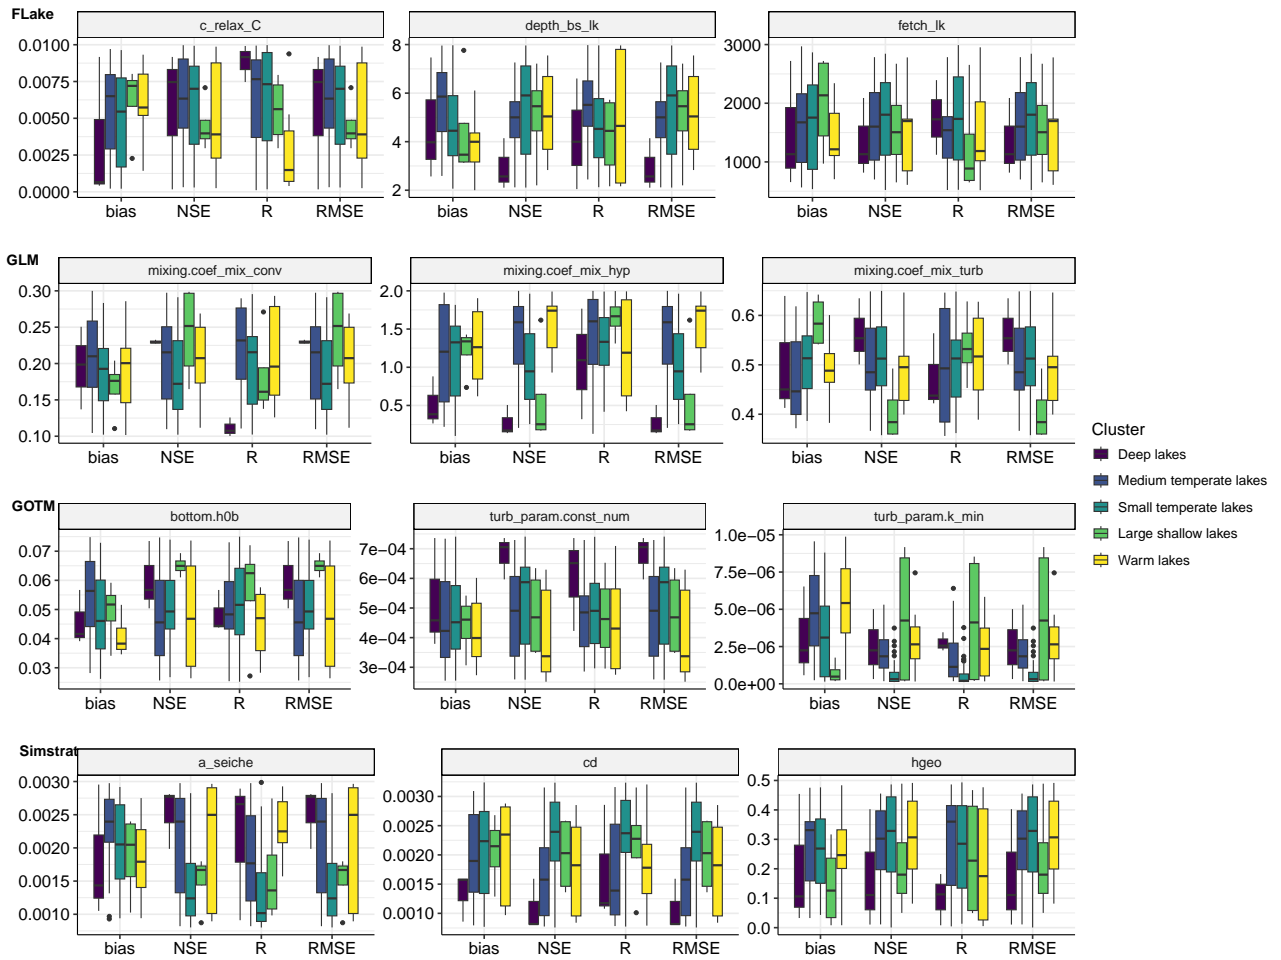 FLake
c_relax_C
depth_bs_lk
fetch_lk
0.0100
0.0075
0.0050
0.0025
0.0000
8
6
4
2
3000
2000
1000
bias NSE R RMSE
bias NSE R RMSE
bias NSE R RMSE
GLM
mixing.coef_mix_conv
mixing.coef_mix_hyp
mixing.coef_mix_turb
0.30
0.25
0.20
0.15
0.10
2.0
1.5
1.0
0.5
0.6
0.5
0.4
bias NSE R RMSE
bias NSE R RMSE
bias NSE R RMSE
Cluster
Deep lakes
Medium temperate lakes
Small temperate lakes
Large shallow lakes
Warm lakes
GOTM
bottom.h0b
turb_param.const_num
turb_param.k_min
0.07
0.06
0.05
0.04
0.03
7e−04
6e−04
5e−04
4e−04
3e−04
1.0e−05
7.5e−06
5.0e−06
2.5e−06
0.0e+00
bias NSE R RMSE
bias NSE R RMSE
bias NSE R RMSE
Simstrat
a_seiche
cd
hgeo
0.0030
0.0025
0.0020
0.0015
0.0010
0.0030
0.0025
0.0020
0.0015
0.0010
0.5
0.4
0.3
0.2
0.1
0.0
bias NSE R RMSE
bias NSE R RMSE
bias NSE R RMSE